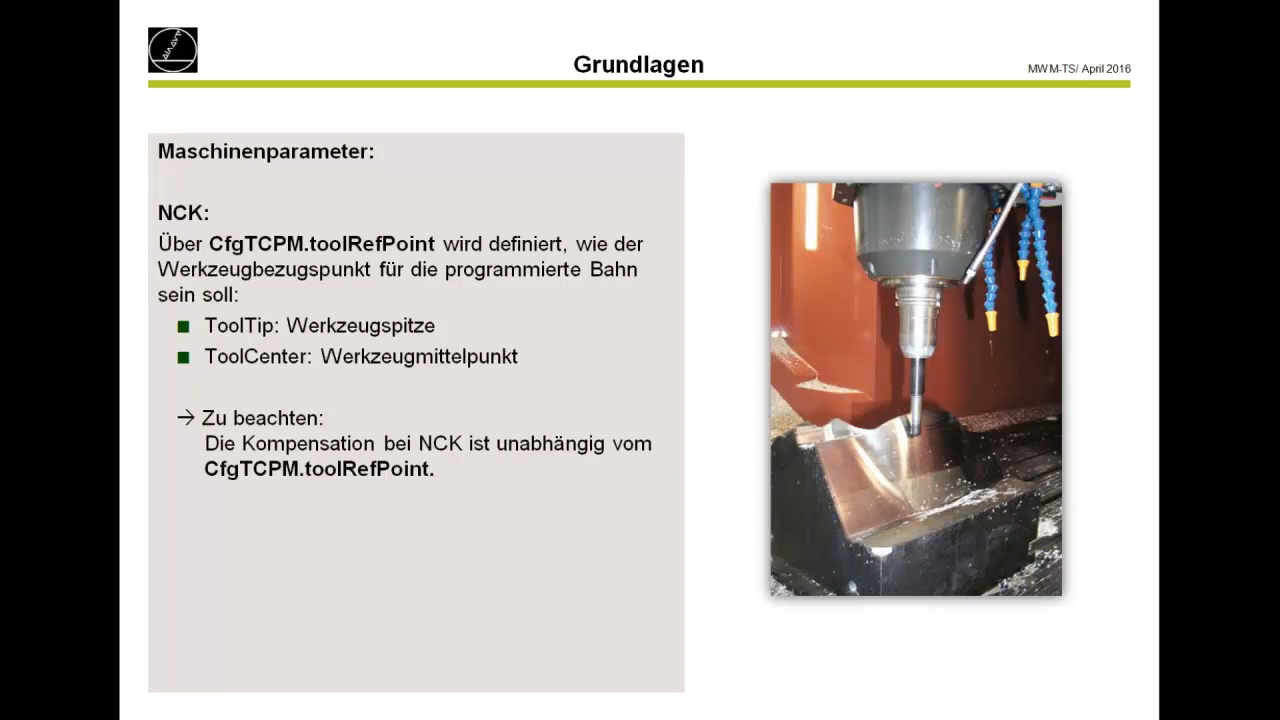 Grundlagen
MWM-TS/ April 2016
Maschinenparameter:
NCK:
Über CfgTCPM.toolRefPoint wird definiert, wie der
Werkzeugbezugspunkt für die programmierte Bahn
sein soll:
ToolTip: Werkzeugspitze
ToolCenter: Werkzeugmittelpunkt
→ Zu beachten:
Die Kompensation bei NCK ist unabhängig vom
CfgTCPM.toolRefPoint.